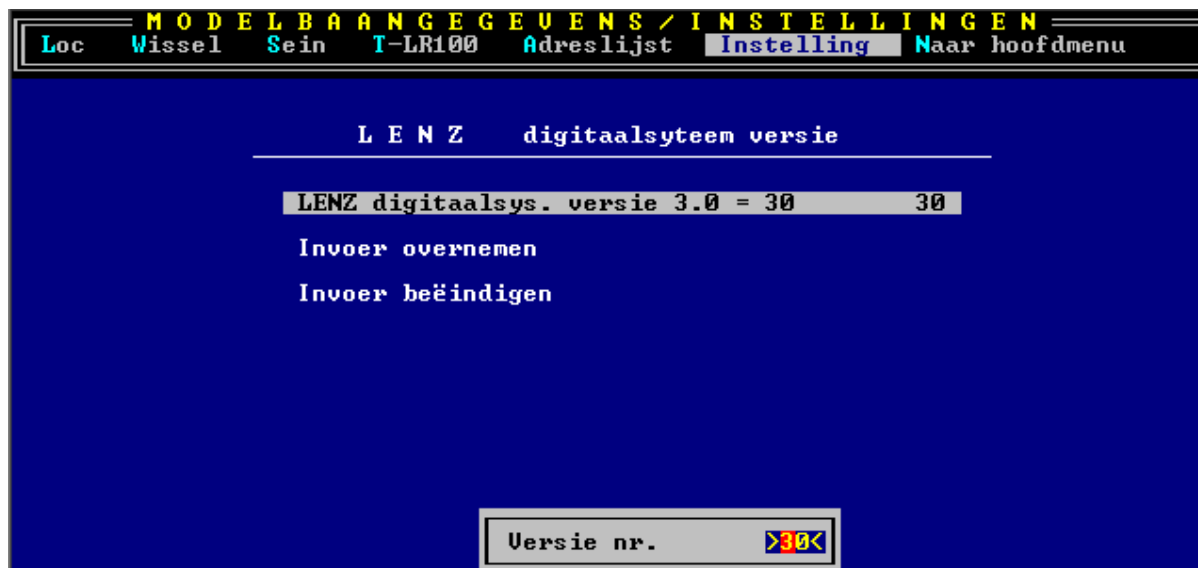 M O D E L B A A N G E G E V E N S / I N S T E L L I N G E N
Loc Wissel Sein T-LR100 Adreslijst Instelling Naar hoofdmenu
L E N Z digitaalsyteem versie
LENZ digitaalsys. versie 3.0 = 30 30
Invoer overnemen
Invoer beëindigen
Versie nr. >30<